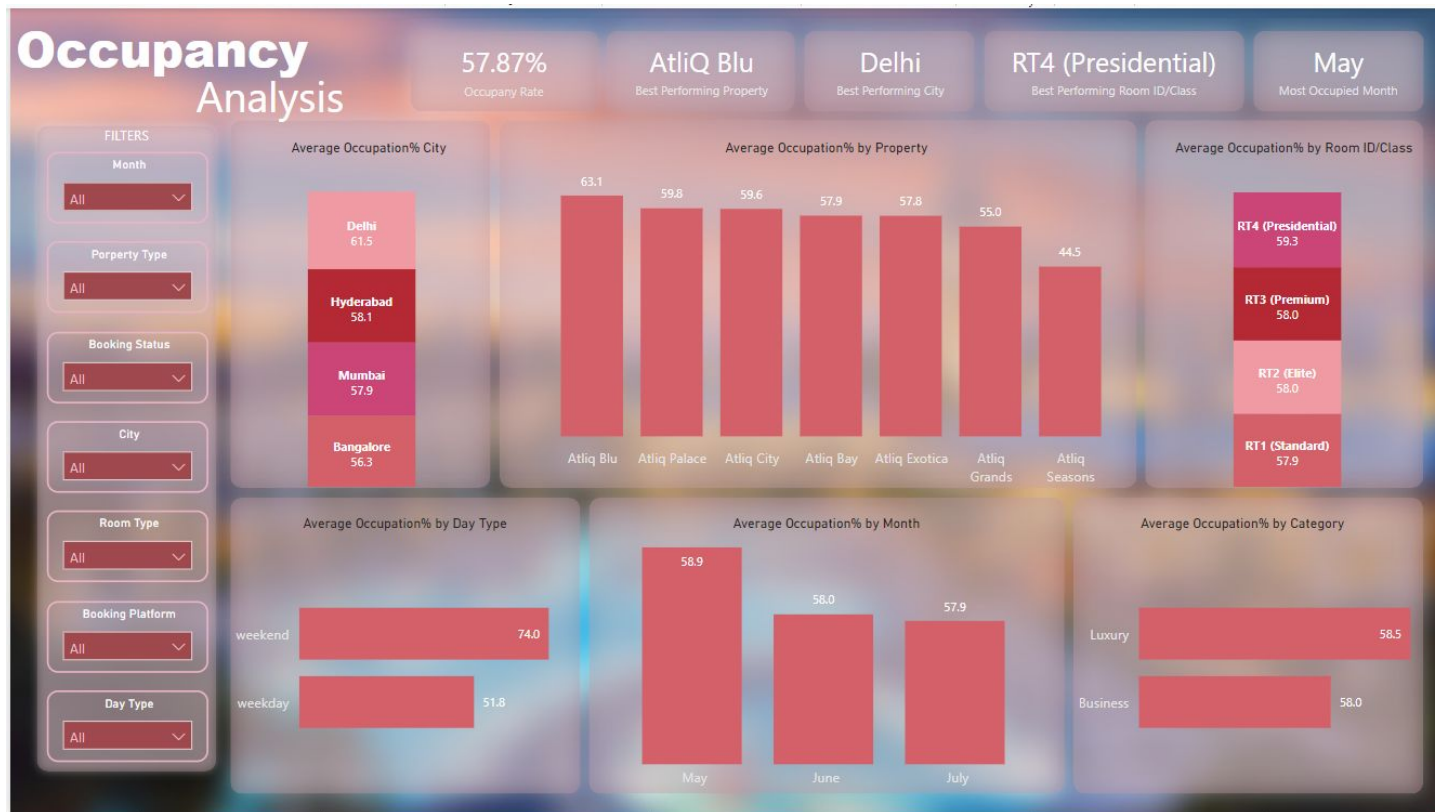 Occupancy
Analysis
57.87%
Occupany Rate
AtliQ Blu
Best Performing Property
Delhi
Best Performing City
RT4 (Presidential)
Best Performing Room ID/Class
May
Most Occupied Month
FILTERS
Month
All
Porperty Type
All
Booking Status
All
City
All
Room Type
All
Booking Platform
All
Day Type
All
Average Occupation% City
Delhi
61.5
Hyderabad
58.1
Mumbai
57.9
Bangalore
56.3
Average Occupation% by Property
63.1
59.8
59.6
57.9
57.8
55.0
44.5
Atliq Blu
Atliq Palace
Atliq City
Atliq Bay
Atliq Exotica
Atliq
Grands
Atliq
Seasons
Average Occupation% by Room ID/Class
RT4 (Presidential)
59.3
RT3 (Premium)
58.0
RT2 (Elite)
58.0
RT1 (Standard)
57.9
Average Occupation% by Day Type
weekend
74.0
weekday
51.8
Average Occupation% by Month
58.9
58.0
57.9
May
June
July
Average Occupation% by Category
Luxury
58.5
Business
58.0